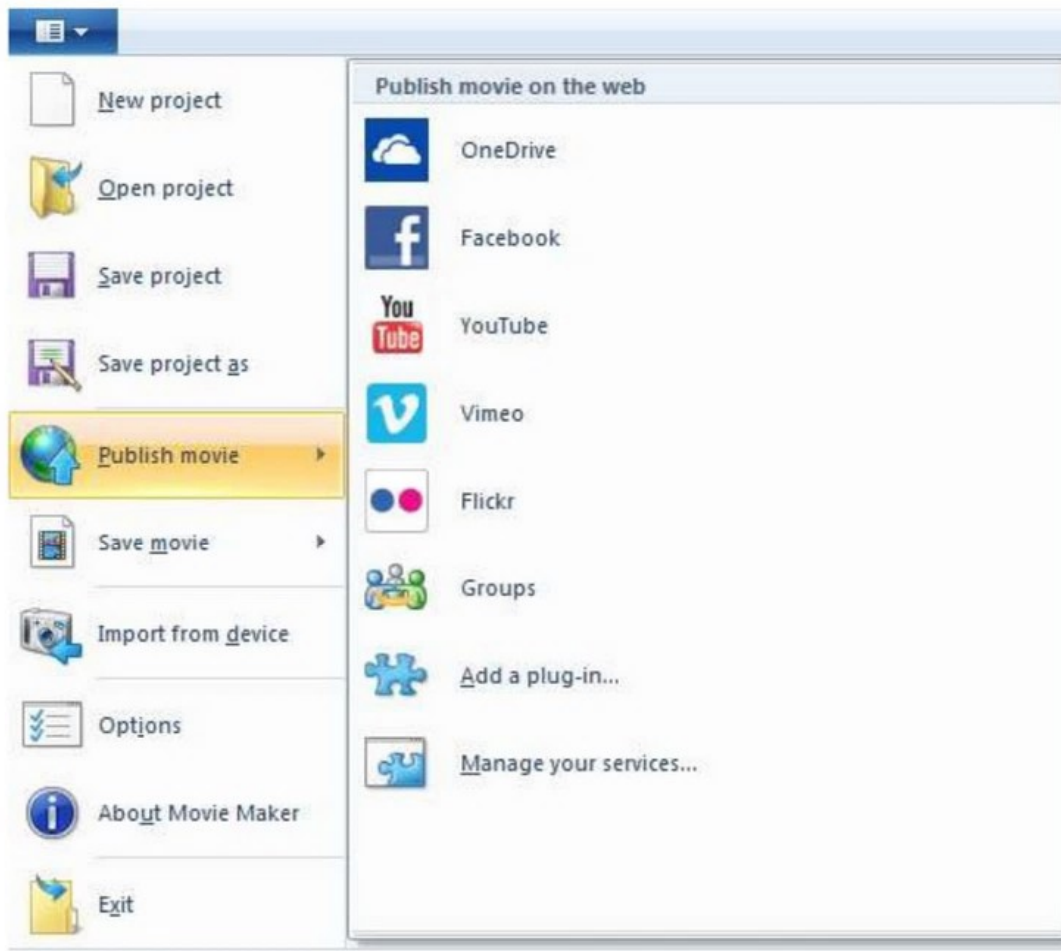 New project
Open project
Save project
Save project as
Publish movie
Save movie
Import from device
Options
About Movie Maker
Exit
Publish movie on the web
OneDrive
f
Facebook
You
Tube
YouTube
v
Vimeo
Flickr
Groups
Add a plug-in...
Manage your services...